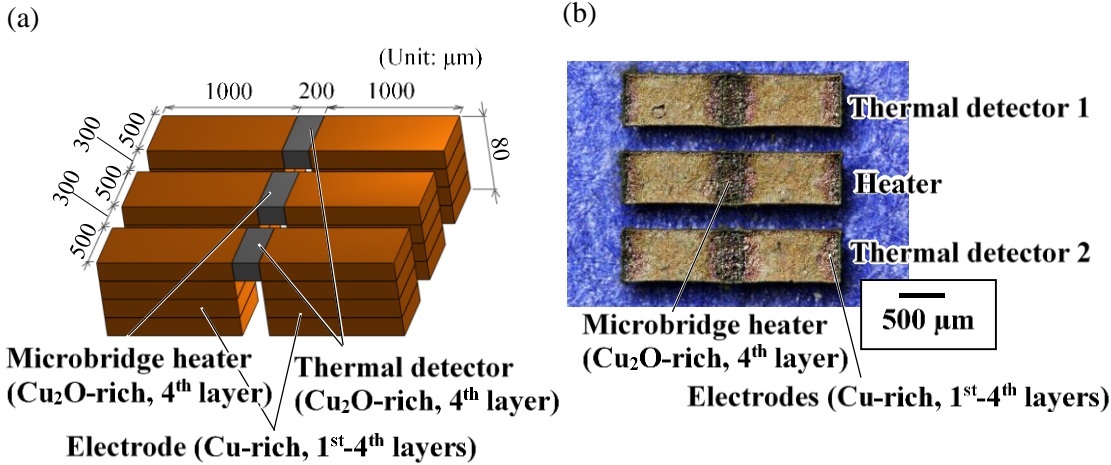 (a)
(Unit: μm)
1000 200 1000
500
300
500
300
500
80
Microbridge heater
(Cu₂O-rich, 4th layer)
Thermal detector
(Cu₂O-rich, 4th layer)
Electrode (Cu-rich, 1st-4th layers)
(b)
Thermal detector 1
Heater
Thermal detector 2
500 μm
Microbridge heater
(Cu₂O-rich, 4th layer)
Electrodes (Cu-rich, 1st-4th layers)